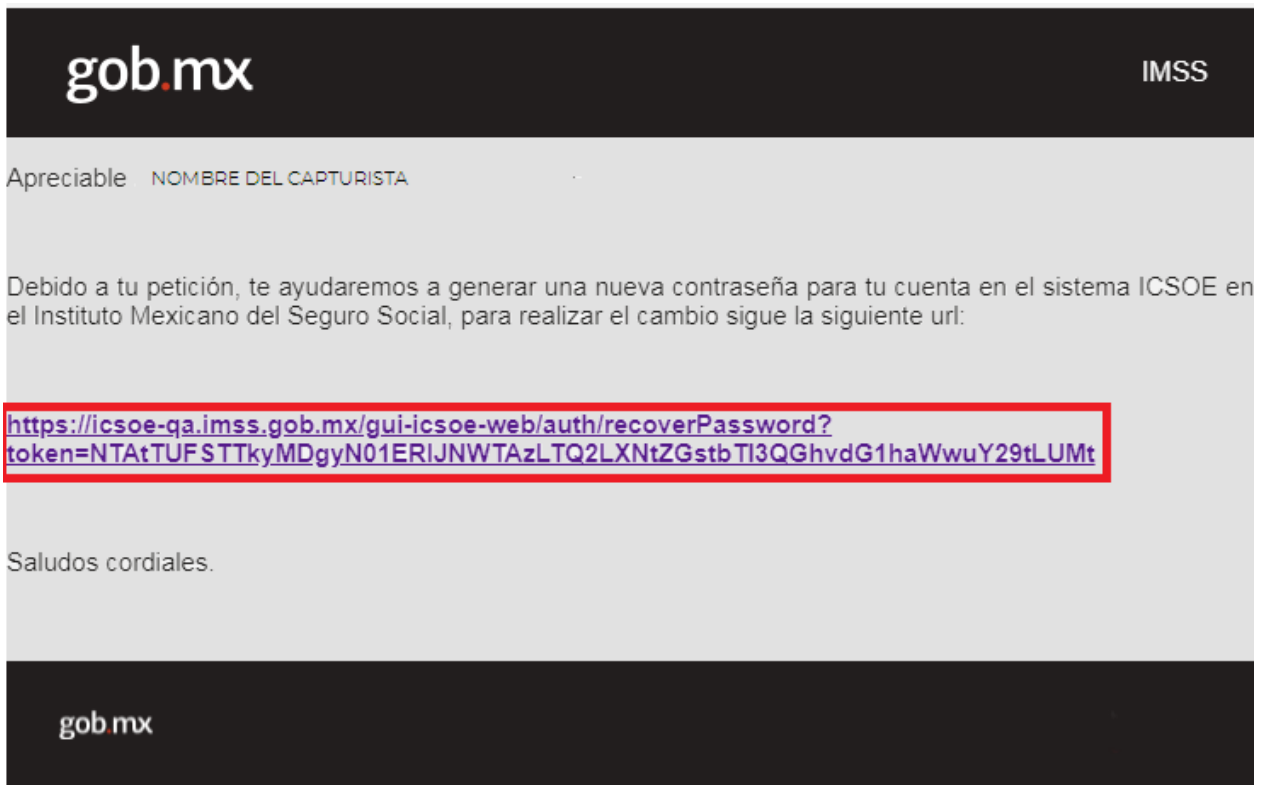 gob.mx
IMSS
Apreciable NOMBRE DEL CAPTURISTA
Debido a tu petición, te ayudaremos a generar una nueva contraseña para tu cuenta en el sistema ICSOE en
el Instituto Mexicano del Seguro Social, para realizar el cambio sigue la siguiente url:
https://icsoe-qa.imss.gob.mx/gui-icsoe-web/auth/recoverPassword?
token=NTAtTUFSTTkyMDgyN01ERlJNWTAzLTQ2LXNtZGstbTI3QGhvdG1haWwuY29tLUMt
Saludos cordiales.
gob.mx